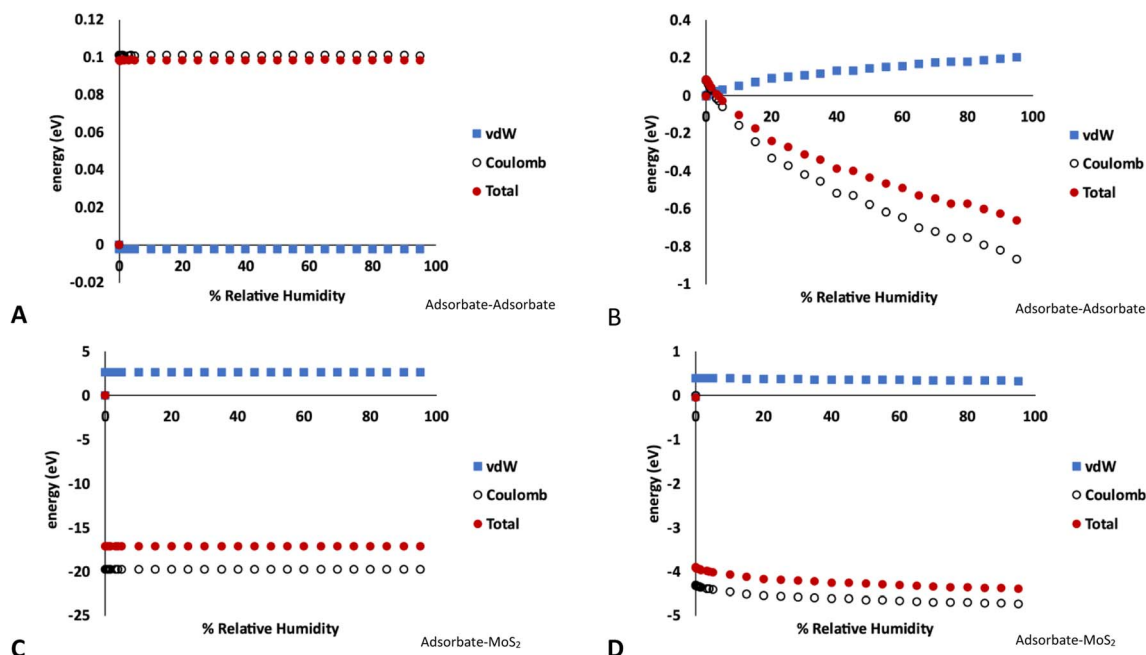 0.12
0.1
0.08
0.06
0.04
0.02
0
-0.02
energy (eV)
0 20 40 60 80 100
% Relative Humidity
vdW
Coulomb
Total
A
Adsorbate-Adsorbate
0.4
0.2
0
-0.2
-0.4
-0.6
-0.8
-1
energy (eV)
0 20 40 60 80 100
% Relative Humidity
vdW
Coulomb
Total
B
Adsorbate-Adsorbate
5
0
-5
-10
-15
-20
-25
energy (eV)
0 20 40 60 80 100
% Relative Humidity
vdW
Coulomb
Total
C
Adsorbate-MoS₂
1
0
-1
-2
-3
-4
-5
energy (eV)
0 20 40 60 80 100
% Relative Humidity
vdW
Coulomb
Total
D
Adsorbate-MoS₂